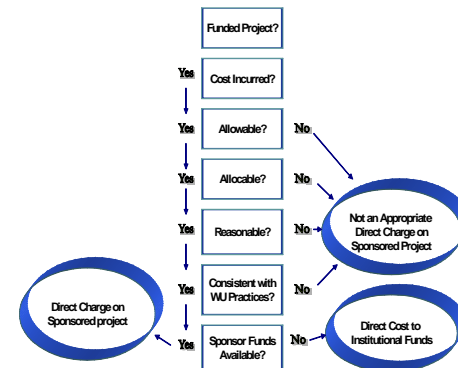 Funded Project?
Yes
Cost Incurred?
Yes
Allowable?
No
Yes
Allocable?
No
Yes
Reasonable?
No
Not an Appropriate
Direct Charge on
Sponsored Project
Yes
Consistent with
WU Practices?
No
Direct Charge on
Sponsored project
Yes
Sponsor Funds
Available?
No
Direct Cost to
Institutional Funds